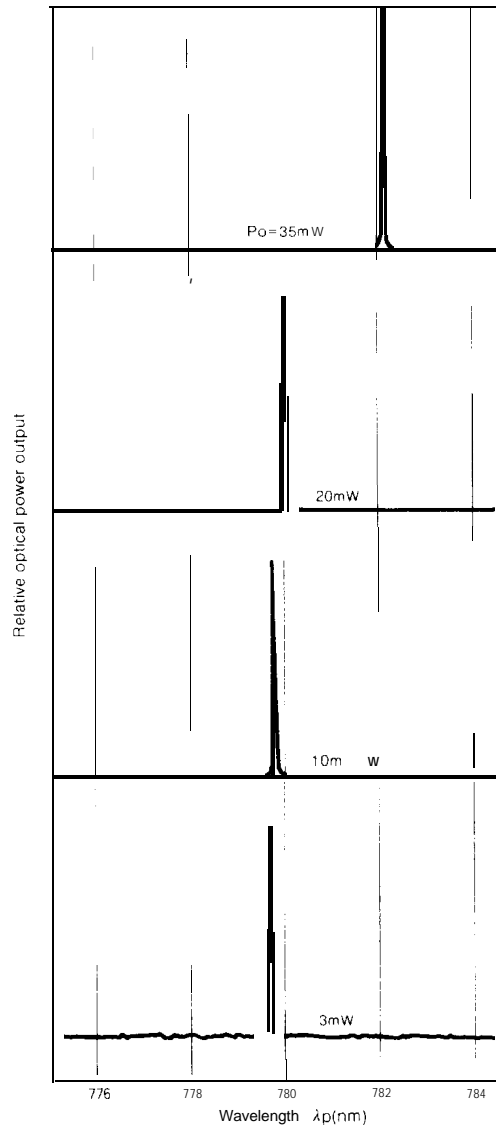 Po=35mW
20mW
10m W
3mW
Relative optical power output
776 778 780 782 784
Wavelength λp(nm)